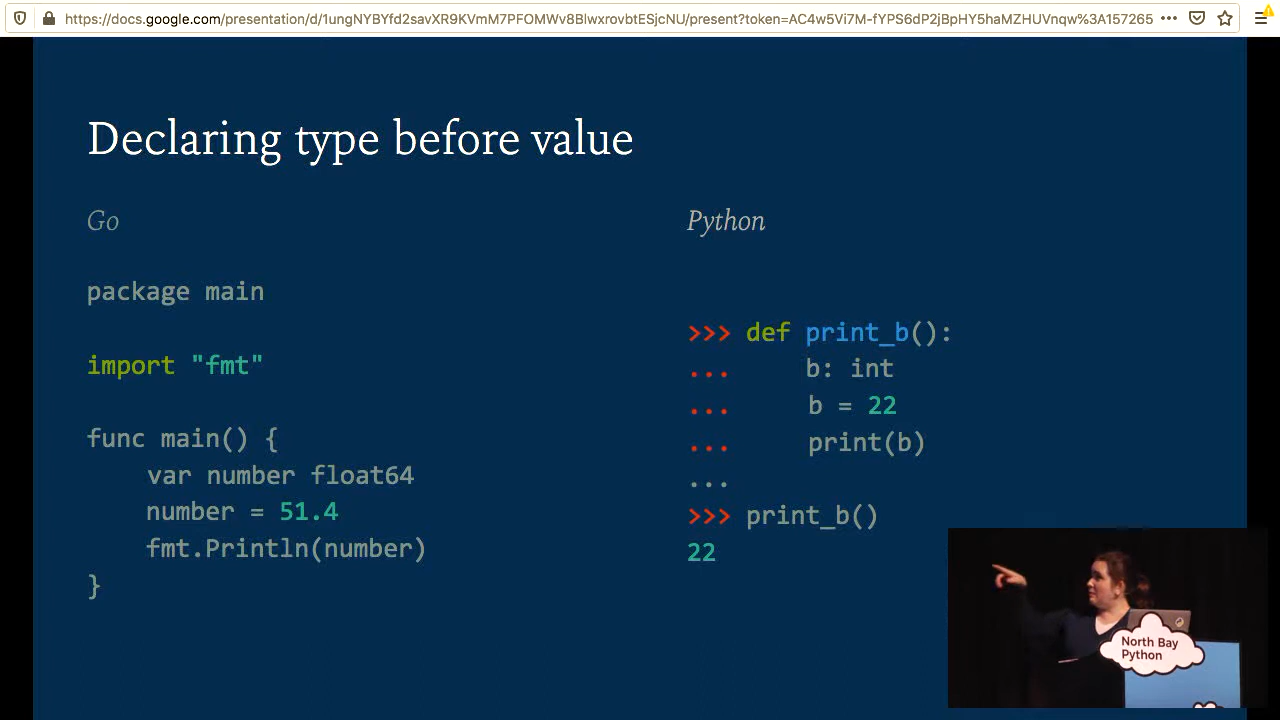 https://docs.google.com/presentation/d/1ungNYBYfd2savXR9KVmM7PFOMWv8BlwxrovbtESjcNU/present?token=AC4w5Vi7M-fYPS6dP2jBpHY5haMZHUVnqw%3A157265
Declaring type before value
Go
package main
import "fmt"
func main() {
var number float64
number = 51.4
fmt.Println(number)
}
Python
>>> def print_b():
... b: int
... b = 22
... print(b)
...
>>> print_b()
22
North Bay
Python